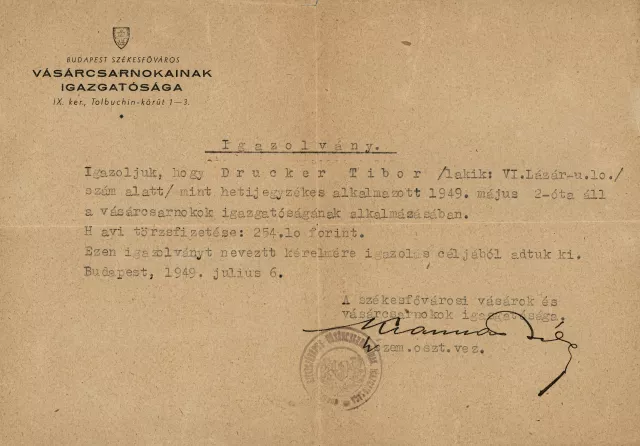 BUDAPEST SZÉKESFŐVÁROS
VÁSÁRCSARNOKAINAK
IGAZGATÓSÁGA
IX. ker., Tolbuchin-körút 1—3.
Igazolvány.
Igazoljuk, hogy Drucker Tibor /lakik: VI.Lázár-u.lo./
szám alatt/ mint hetijegyzékes alkalmazott 1949. május 2-óta áll
a vásárcsarnokok igazgatóságának alkalmásásában.
H avi törzsfizetése: 254.lo forint.
Ezen igazolványt nevezett kérelmére igazolás céljából adtuk ki.
Budapest, 1949. julius 6.
A székesfővárosi vásárok és
vásárcsarnokok igazgatósága.
szem.oszt.vez.